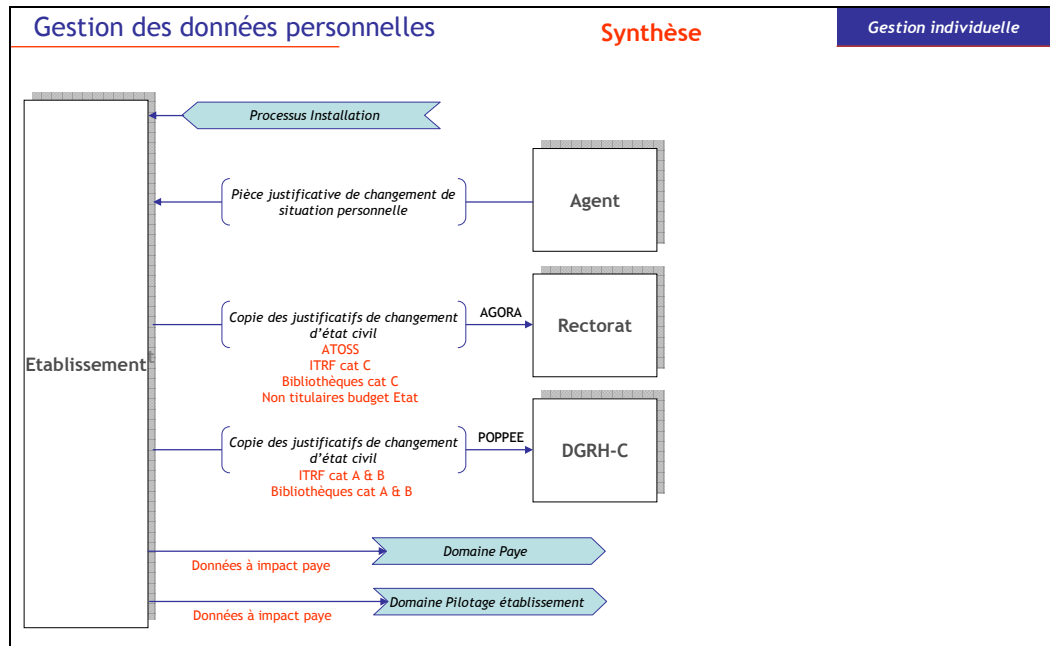 Gestion des données personnelles
Synthèse
Gestion individuelle
Processus Installation
Pièce justificative de changement de
situation personnelle
Agent
Copie des justificatifs de changement
d'état civil
ATOSS
ITRF cat C
Bibliothèques cat C
Non titulaires budget Etat
AGORA
Rectorat
Etablissement
Copie des justificatifs de changement
d'état civil
ITRF cat A & B
Bibliothèques cat A & B
POPPEE
DGRH-C
Données à impact paye
Domaine Paye
Données à impact paye
Domaine Pilotage établissement